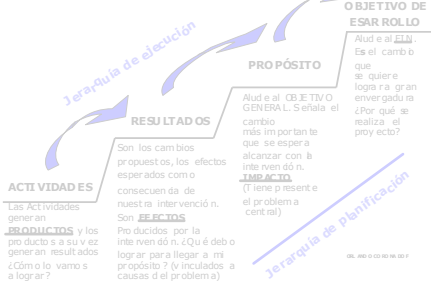 OBJETIVO DE
ESARROLLO
Alude al FIN.
Es el cambio
que
se quiere
lograra gran
envergadura
¿Por qué se
realiza el
proyecto?
PROPÓSITO
Alude al OBJETIVO
GENERAL. Señala el
cambio
más importante
que se espera
alcanzar con la
intervendón.
IMPACTO
(Tiene presente
el problema
central)
RESULTADOS
Son los cambios
propuestos, los efectos
esperados como
consecuenda de
nuestra intervención.
Son EFECTOS
Producidos por la
intervendón. ¿Qué debo
lograr para llegar a mi
propósito? (vinculados a
causas del problema)
ACTIVIDADES
Las Actividades
generan
PRODUCTOS y los
productos a su vez
generan resultados
¿Cómo lo vamos
a lograr?
Jerarquía de ejecución
Jerarquía de planificación